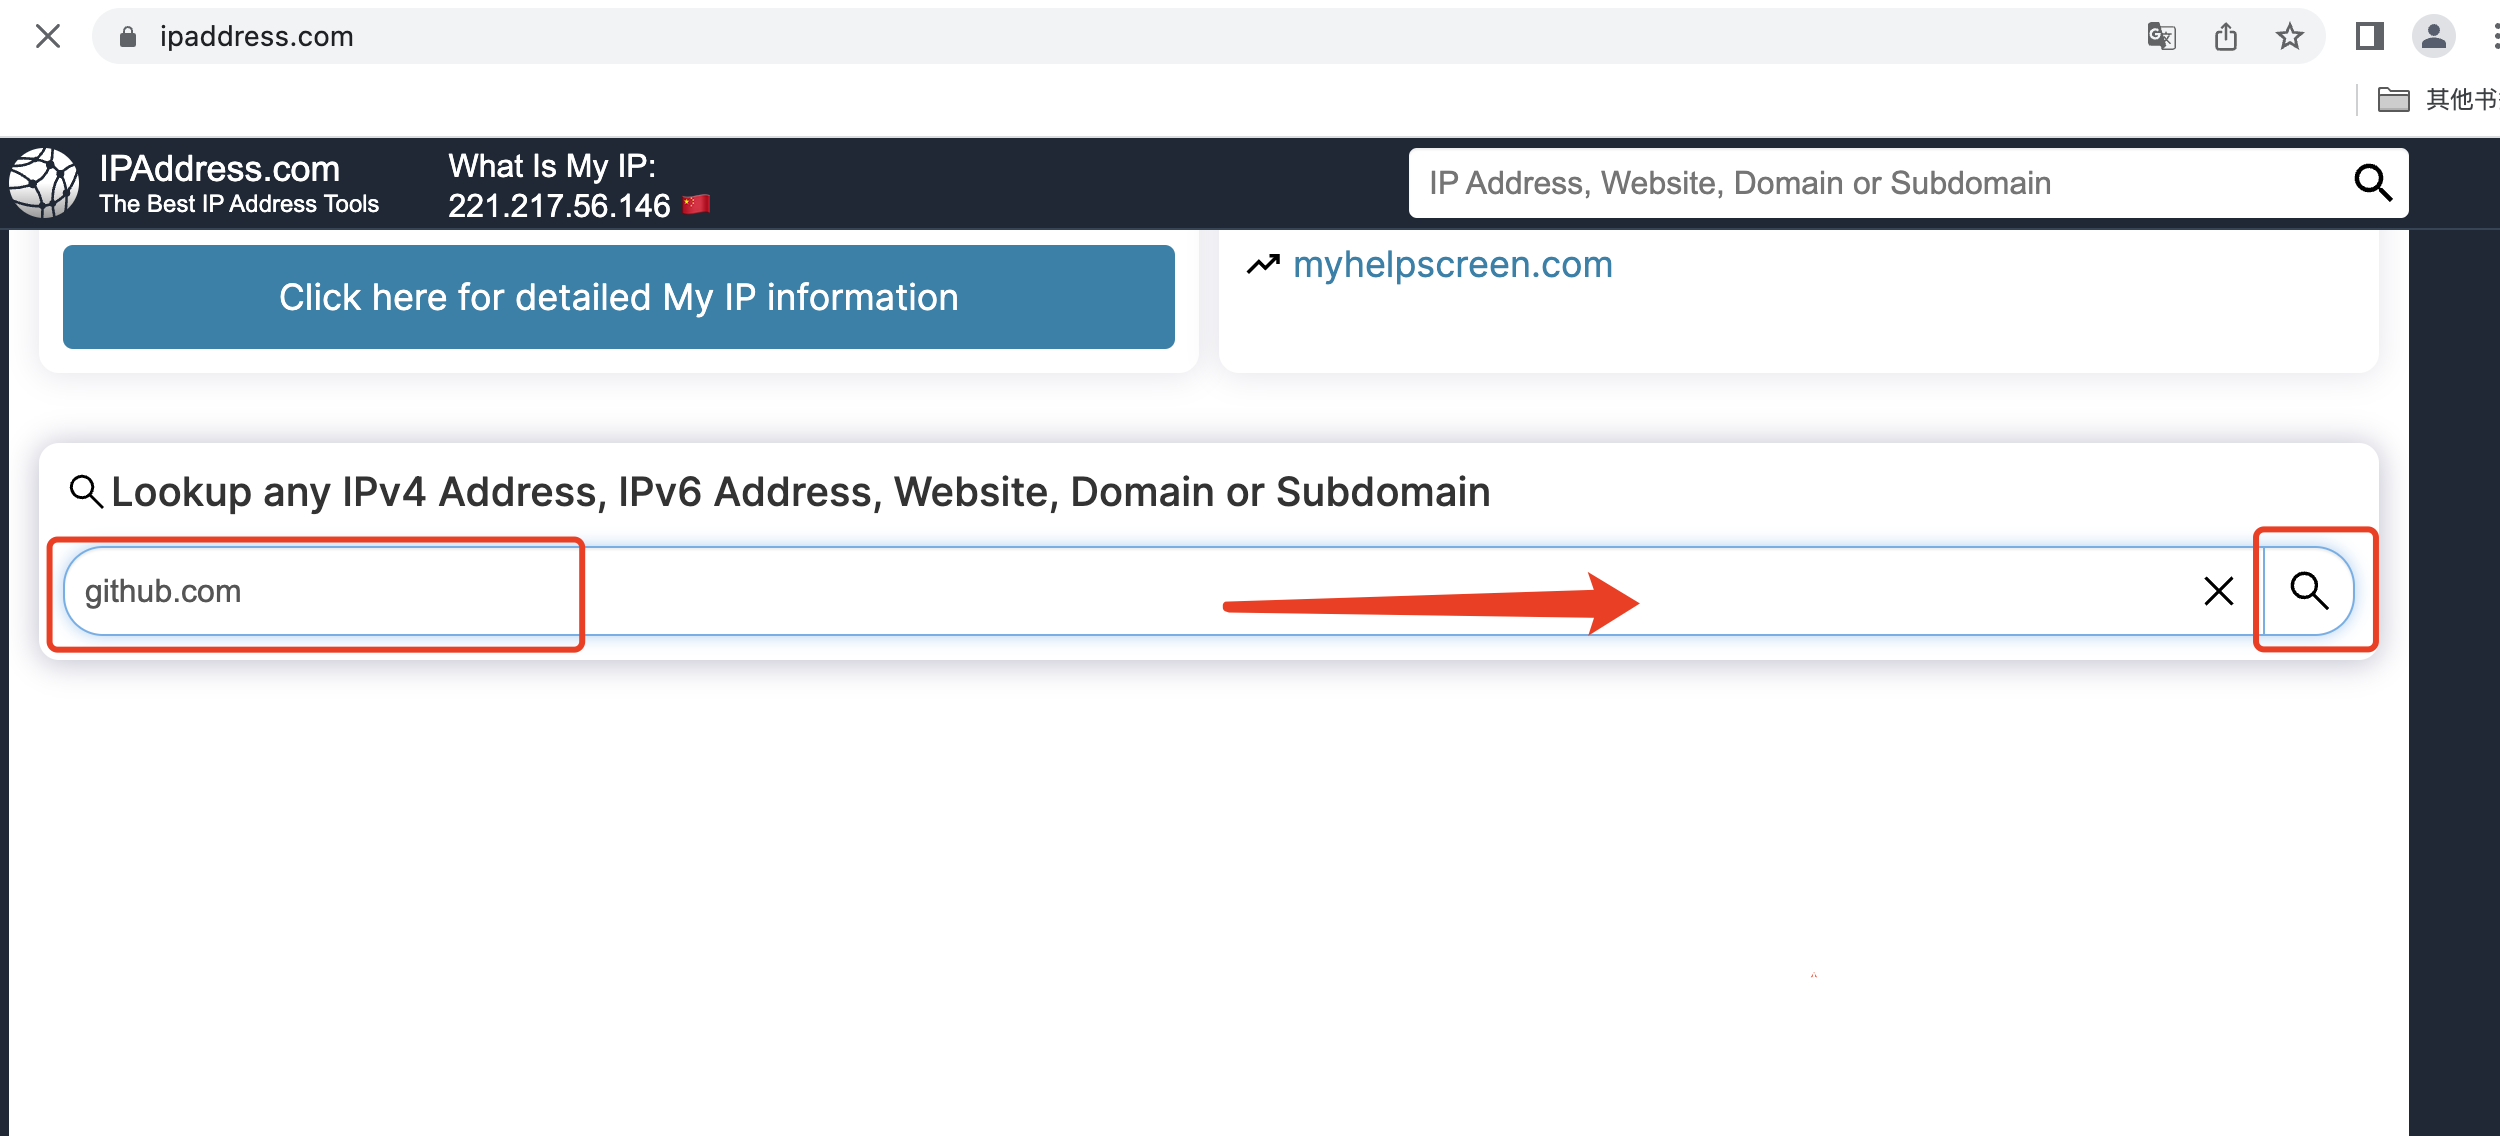 ipaddress.com
其他书
IPAddress.com
The Best IP Address Tools
What Is My IP:
221.217.56.146
IP Address, Website, Domain or Subdomain
Click here for detailed My IP information
myhelpscreen.com
Lookup any IPv4 Address, IPv6 Address, Website, Domain or Subdomain
github.com